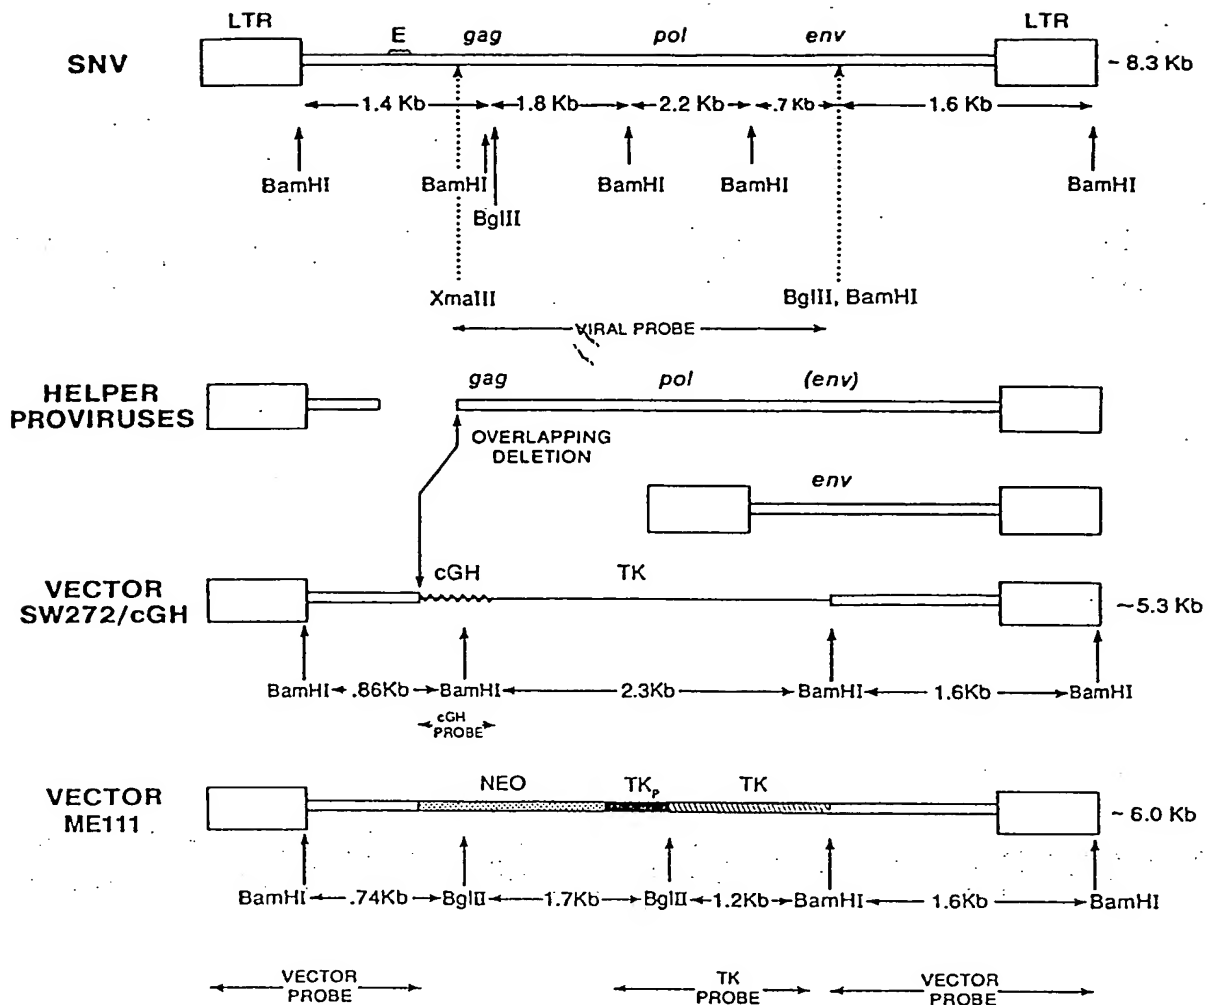 LTR LTR
E gag pol env
SNV ~ 8.3 Kb
1.4 Kb 1.8 Kb 2.2 Kb .7 Kb 1.6 Kb
BamHI BamHI BamHI BamHI BamHI
BglII
XmaIII BglII, BamHI
VIRAL PROBE
HELPER
PROVIRUSES
gag pol (env)
OVERLAPPING
DELETION
env
cGH TK
VECTOR
SW272/cGH
~5.3 Kb
BamHI .86Kb BamHI 2.3Kb BamHI 1.6Kb BamHI
cGH
PROBE
NEO TKp TK
VECTOR
ME111
~ 6.0 Kb
BamHI .74Kb BglII 1.7Kb BglII 1.2Kb BamHI 1.6Kb BamHI
VECTOR
PROBE
TK
PROBE
VECTOR
PROBE